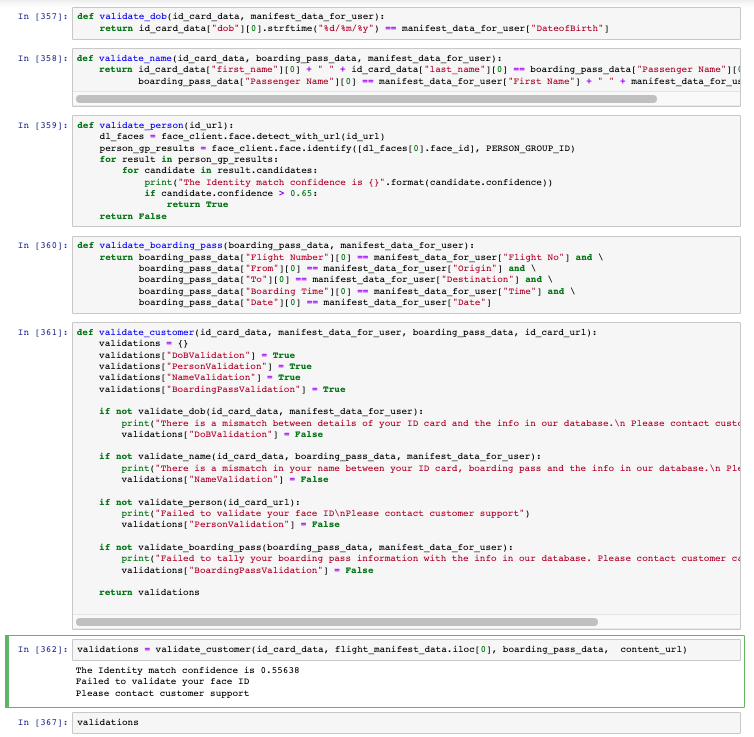 In [357]: def validate_dob(id_card_data, manifest_data_for_user):
    return id_card_data["dob"][0].strftime("%d/%m/%y") == manifest_data_for_user["DateofBirth"]
In [358]: def validate_name(id_card_data, boarding_pass_data, manifest_data_for_user):
    return id_card_data["first_name"][0] + " " + id_card_data["last_name"][0] == boarding_pass_data["Passenger Name"][
           boarding_pass_data["Passenger Name"][0] == manifest_data_for_user["First Name"] + " " +
In [359]: def validate_person(id_url):
    dl_faces = face_client.face.detect_with_url(id_url)
    person_gp_results = face_client.face.identify([dl_faces[0].face_id], PERSON_GROUP_ID)
    for result in person_gp_results:
        for candidate in result.candidates:
            print("The Identity match confidence is {}".format(candidate.confidence))
            if candidate.confidence > 0.65:
                return True
    return False
In [360]: def validate_boarding_pass(boarding_pass_data, manifest_data_for_user):
    return boarding_pass_data["Flight Number"][0] == manifest_data_for_user["Flight No"] and \
           boarding_pass_data["From"][0] == manifest_data_for_user["Origin"] and \
           boarding_pass_data["To"][0] == manifest_data_for_user["Destination"] and \
           boarding_pass_data["Boarding Time"][0] == manifest_data_for_user["Time"] and \
           boarding_pass_data["Date"][0] == manifest_data_for_user["Date"]
In [361]: def validate_customer(id_card_data, manifest_data_for_user, boarding_pass_data, id_card_url):
    validations = {}
    validations["DoBValidation"] = True
    validations["PersonValidation"] = True
    validations["NameValidation"] = True
    validations["BoardingPassValidation"] = True
    if not validate_dob(id_card_data, manifest_data_for_user):
        print("There is a mismatch between details of your ID card and the info in our database.\n Please contact
        validations["DoBValidation"] = False
    if not validate_name(id_card_data, boarding_pass_data, manifest_data_for_user):
        print("There is a mismatch in your name between your ID card, boarding pass and the info in our database.\n
        validations["NameValidation"] = False
    if not validate_person(id_card_url):
        print("Failed to validate your face ID\nPlease contact customer support")
        validations["PersonValidation"] = False
    if not validate_boarding_pass(boarding_pass_data, manifest_data_for_user):
        print("Failed to tally your boarding pass information with the info in our database. Please contact customer
        validations["BoardingPassValidation"] = False
    return validations
In [362]: validations = validate_customer(id_card_data, flight_manifest_data.iloc[0], boarding_pass_data,  content_url)
The Identity match confidence is 0.55638
Failed to validate your face ID
Please contact customer support
In [367]: validations